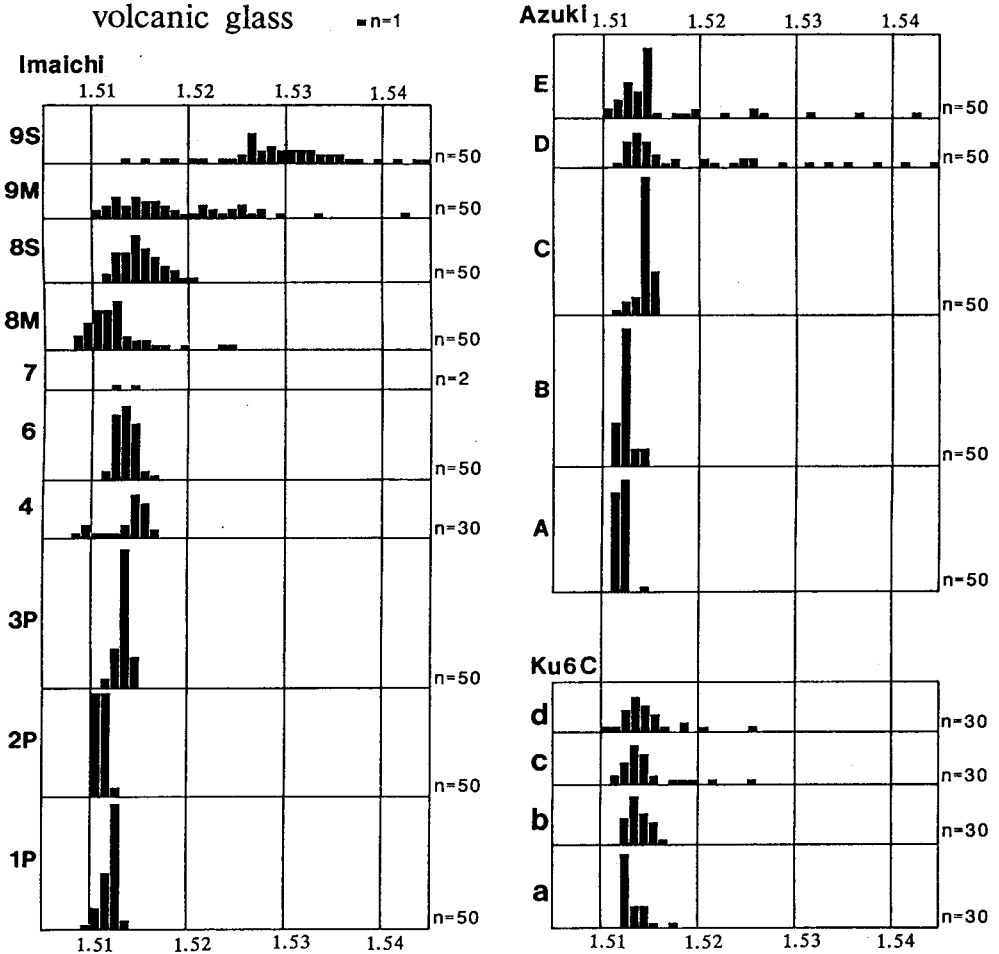 volcanic glass
n=1
Imaichi
1.51 1.52 1.53 1.54
9S n=50
9M n=50
8S n=50
8M n=50
7 n=2
6 n=50
4 n=30
3P n=50
2P n=50
1P n=50
1.51 1.52 1.53 1.54
Azuki 1.51 1.52 1.53 1.54
E n=50
D n=50
C n=50
B n=50
A n=50
Ku6C
d n=30
c n=30
b n=30
a n=30
1.51 1.52 1.53 1.54